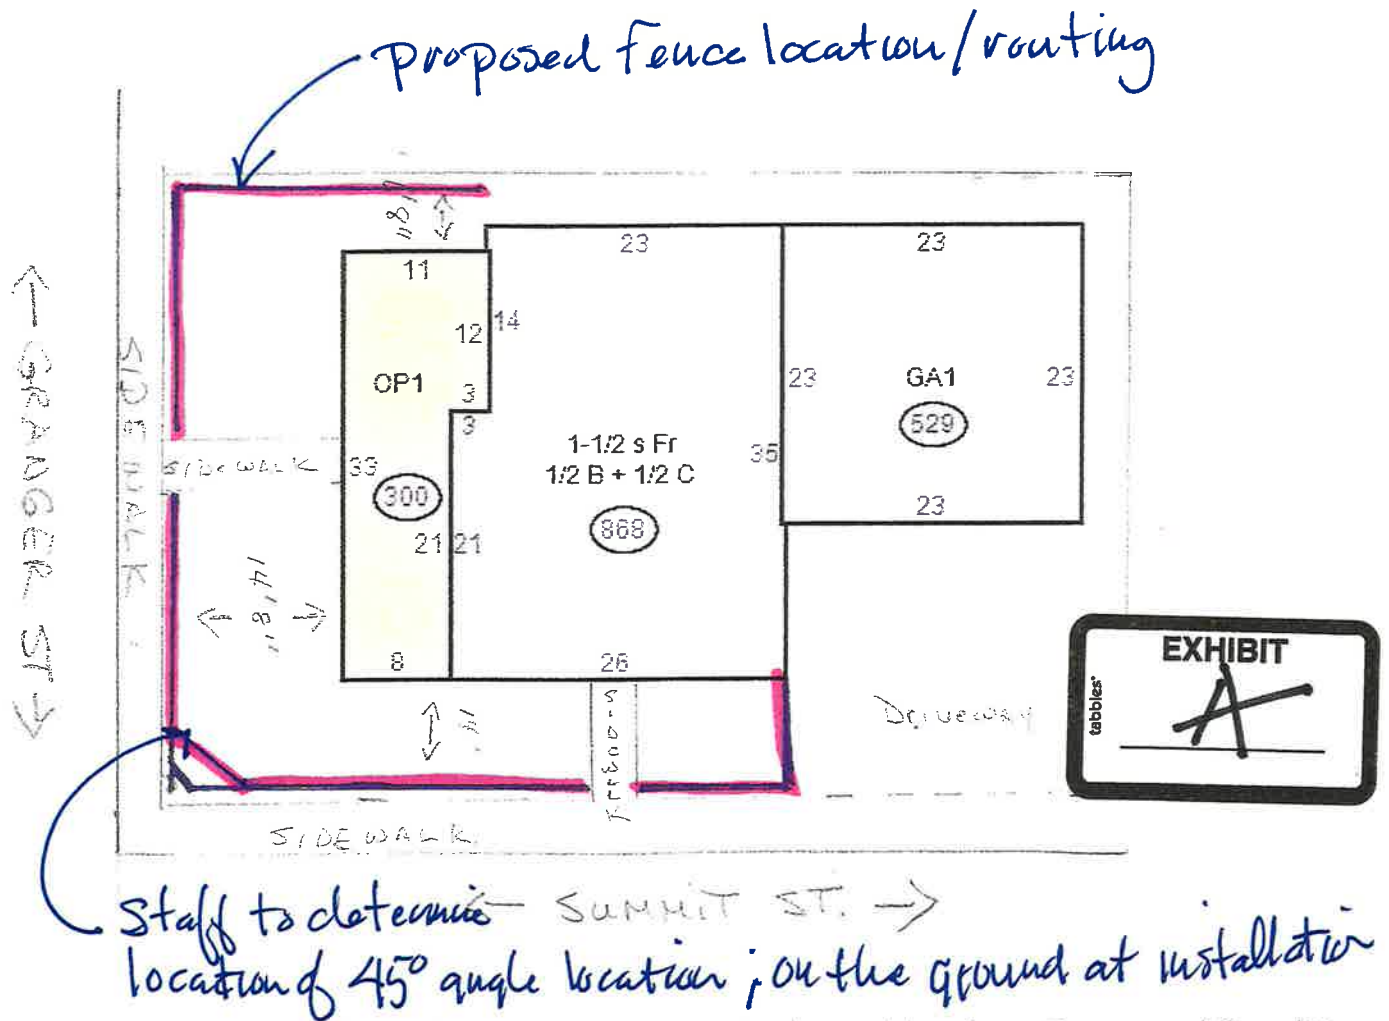 proposed fence location/routing
8'8"
23
23
11
14
12
OP1
3
3
23
GA1
23
529
← GRANGER ST →
SIDEWALK
SIDEWALK
33
300
1-1/2 s Fr
1/2 B + 1/2 C
35
868
23
21
21
14'8"
8
26
EXHIBIT
A
tabbies®
SIDEWALK
Driveway
SIDEWALK
← SUMMIT ST. →
Staff to determine
location of 45° angle location; on the ground at installation